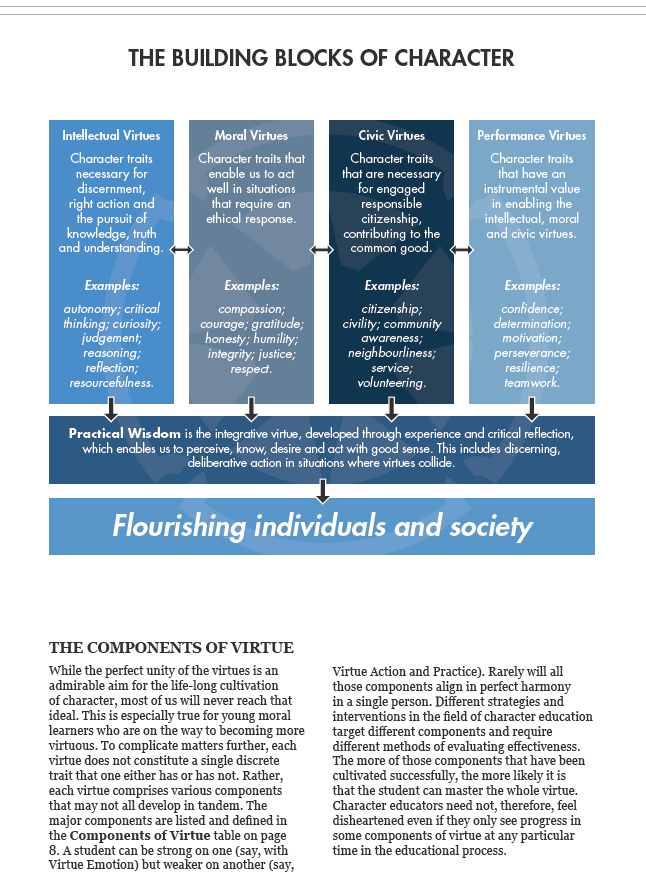 THE BUILDING BLOCKS OF CHARACTER
Intellectual Virtues
Character traits
necessary for
discernment,
right action and
the pursuit of
knowledge, truth
and understanding.
Examples:
autonomy; critical
thinking; curiosity;
judgement;
reasoning;
reflection;
resourcefulness.
Moral Virtues
Character traits that
enable us to act
well in situations
that require an
ethical response.
Examples:
compassion;
courage; gratitude;
honesty; humility;
integrity; justice;
respect.
Civic Virtues
Character traits
that are necessary
for engaged
responsible
citizenship,
contributing to the
common good.
Examples:
citizenship;
civility; community
awareness;
neighbourliness;
service;
volunteering.
Performance Virtues
Character traits
that have an
instrumental value
in enabling the
intellectual, moral
and civic virtues.
Examples:
confidence;
determination;
motivation;
perseverance;
resilience;
teamwork.
Practical Wisdom is the integrative virtue, developed through experience and critical reflection,
which enables us to perceive, know, desire and act with good sense. This includes discerning,
deliberative action in situations where virtues collide.
Flourishing individuals and society
THE COMPONENTS OF VIRTUE
While the perfect unity of the virtues is an
admirable aim for the life-long cultivation
of character, most of us will never reach that
ideal. This is especially true for young moral
learners who are on the way to becoming more
virtuous. To complicate matters further, each
virtue does not constitute a single discrete
trait that one either has or has not. Rather,
each virtue comprises various components
that may not all develop in tandem. The
major components are listed and defined in
the Components of Virtue table on page
8. A student can be strong on one (say, with
Virtue Emotion) but weaker on another (say,
Virtue Action and Practice). Rarely will all
those components align in perfect harmony
in a single person. Different strategies and
interventions in the field of character education
target different components and require
different methods of evaluating effectiveness.
The more of those components that have been
cultivated successfully, the more likely it is
that the student can master the whole virtue.
Character educators need not, therefore, feel
disheartened even if they only see progress in
some components of virtue at any particular
time in the educational process.